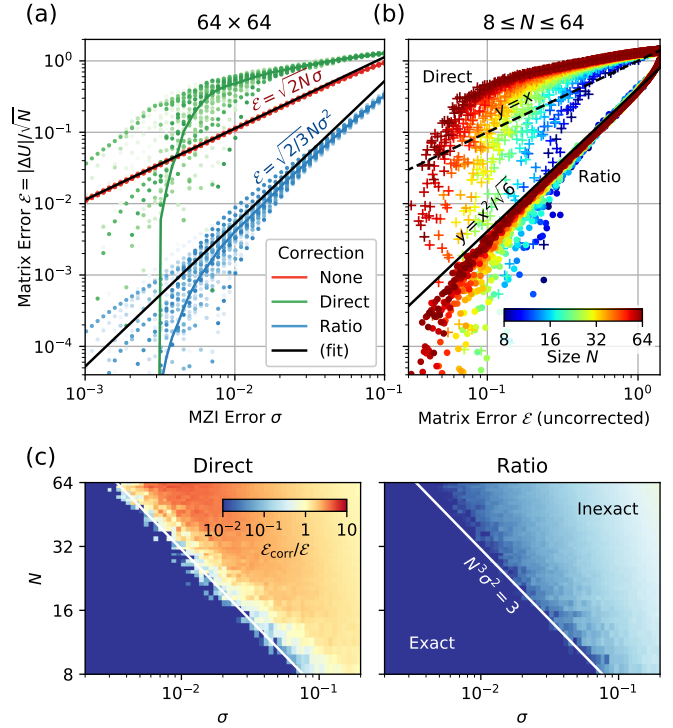 (a)
64 × 64
(b)
8 ≤ N ≤ 64
Matrix Error ℰ = |ΔU|/√N
10⁰
10⁻¹
10⁻²
10⁻³
10⁻⁴
ℰ = √2Nσ
ℰ = √2/3Nσ²
Correction
None
Direct
Ratio
(fit)
10⁻³
10⁻²
10⁻¹
MZI Error σ
Direct
y = x
Ratio
y = x²/√6
8
16
32
64
Size N
10⁻¹
10⁰
Matrix Error ℰ (uncorrected)
(c)
Direct
Ratio
N
64
32
16
8
10⁻²
10⁻¹
1
10
ℰcorr/ℰ
10⁻²
10⁻¹
σ
Inexact
N³σ² = 3
Exact
10⁻²
10⁻¹
σ